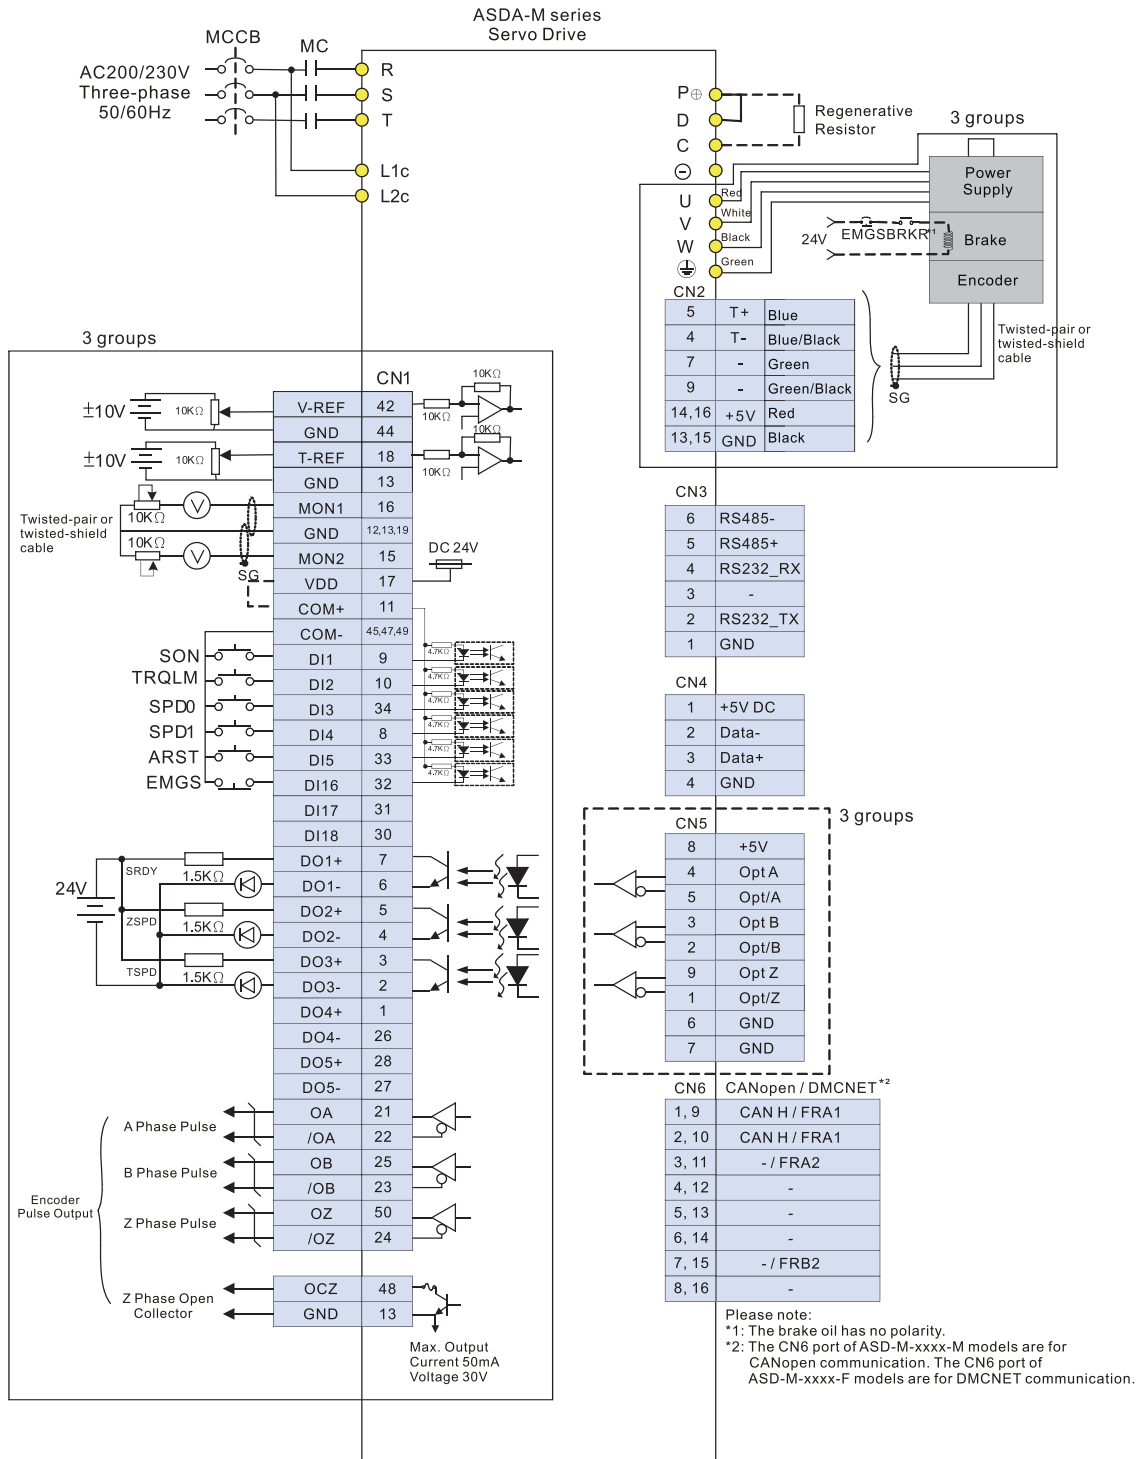 ASDA-M series
Servo Drive
MCCB
MC
AC200/230V
Three-phase
50/60Hz
R
S
T
L1c
L2c
P⊕
D
C
⊖
U
V
W
Red
White
Black
Green
Regenerative
Resistor
3 groups
Power
Supply
Brake
Encoder
24V
EMGS BRKR*1
Twisted-pair or
twisted-shield
cable
SG
CN2
5 T+ Blue
4 T- Blue/Black
7 - Green
9 - Green/Black
14,16 +5V Red
13,15 GND Black
3 groups
CN1
±10V
10KΩ
±10V
10KΩ
V-REF 42
GND 44
T-REF 18
GND 13
MON1 16
GND 12,13,19
MON2 15
VDD 17
COM+ 11
COM- 45,47,49
DI1 9
DI2 10
DI3 34
DI4 8
DI5 33
DI16 32
DI17 31
DI18 30
DO1+ 7
DO1- 6
DO2+ 5
DO2- 4
DO3+ 3
DO3- 2
DO4+ 1
DO4- 26
DO5+ 28
DO5- 27
OA 21
/OA 22
OB 25
/OB 23
OZ 50
/OZ 24
OCZ 48
GND 13
10KΩ
10KΩ
10KΩ
10KΩ
Twisted-pair or
twisted-shield
cable
10KΩ
10KΩ
V
V
SG
DC 24V
SON
TRQLM
SPD0
SPD1
ARST
EMGS
4.7KΩ
4.7KΩ
4.7KΩ
4.7KΩ
4.7KΩ
4.7KΩ
24V
SRDY
1.5KΩ
ZSPD
1.5KΩ
TSPD
1.5KΩ
A Phase Pulse
B Phase Pulse
Z Phase Pulse
Encoder
Pulse Output
Z Phase Open
Collector
Max. Output
Current 50mA
Voltage 30V
CN3
6 RS485-
5 RS485+
4 RS232_RX
3 -
2 RS232_TX
1 GND
CN4
1 +5V DC
2 Data-
3 Data+
4 GND
3 groups
CN5
8 +5V
4 Opt A
5 Opt/A
3 Opt B
2 Opt/B
9 Opt Z
1 Opt/Z
6 GND
7 GND
CN6 CANopen / DMCNET *2
1, 9 CAN H / FRA1
2, 10 CAN H / FRA1
3, 11 - / FRA2
4, 12 -
5, 13 -
6, 14 -
7, 15 - / FRB2
8, 16 -
Please note:
*1: The brake oil has no polarity.
*2: The CN6 port of ASD-M-xxxx-M models are for
CANopen communication. The CN6 port of
ASD-M-xxxx-F models are for DMCNET communication.